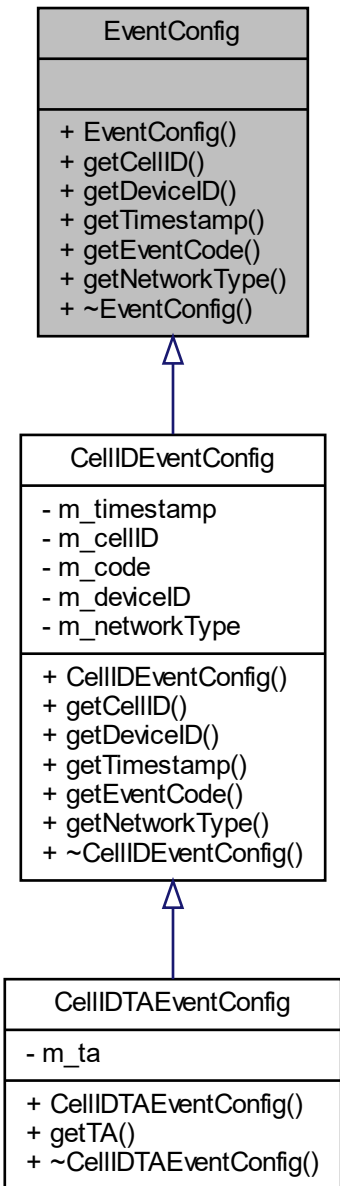 EventConfig
+ EventConfig()
+ getCellID()
+ getDeviceID()
+ getTimestamp()
+ getEventCode()
+ getNetworkType()
+ ~EventConfig()
CellIDEventConfig
- m_timestamp
- m_cellID
- m_code
- m_deviceID
- m_networkType
+ CellIDEventConfig()
+ getCellID()
+ getDeviceID()
+ getTimestamp()
+ getEventCode()
+ getNetworkType()
+ ~CellIDEventConfig()
CellIDTAEventConfig
- m_ta
+ CellIDTAEventConfig()
+ getTA()
+ ~CellIDTAEventConfig()